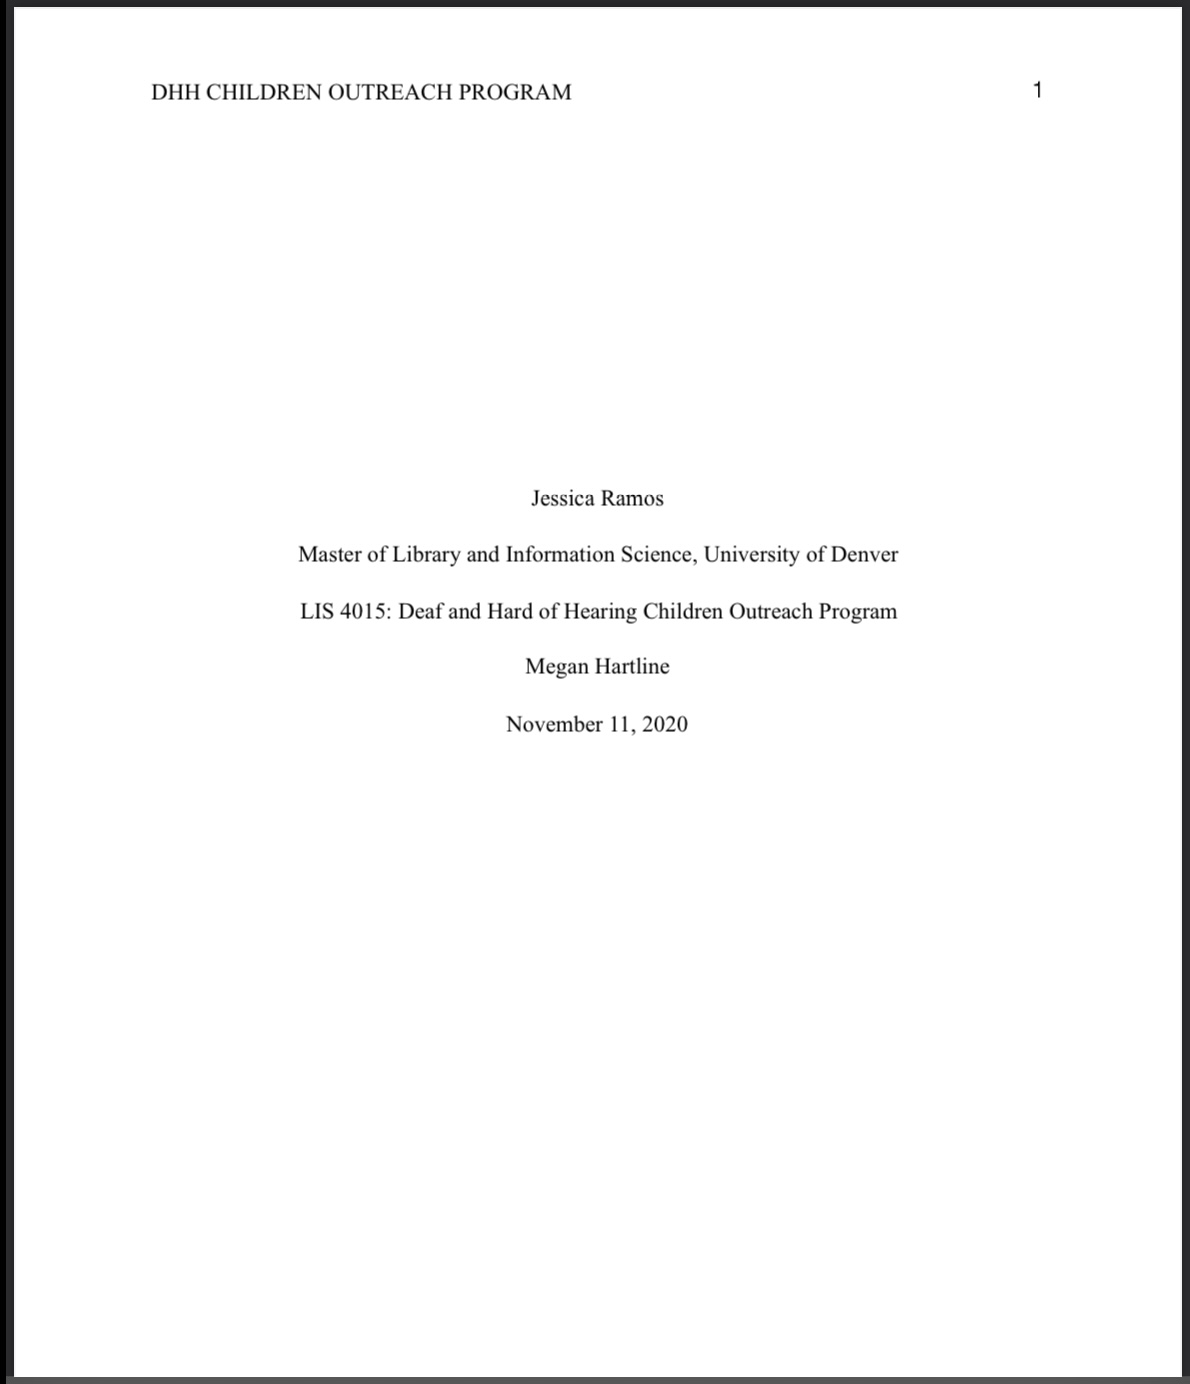 DHH CHILDREN OUTREACH PROGRAM 1
Jessica Ramos
Master of Library and Information Science, University of Denver
LIS 4015: Deaf and Hard of Hearing Children Outreach Program
Megan Hartline
November 11, 2020